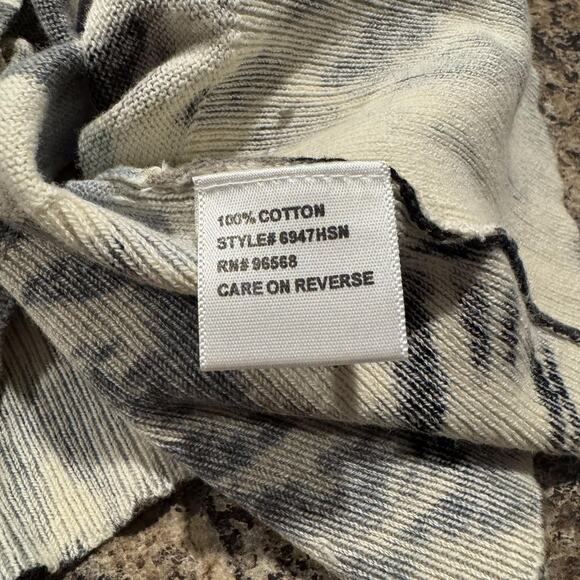 100% COTTON
STYLE# 6947HSN
RN# 96568
CARE ON REVERSE